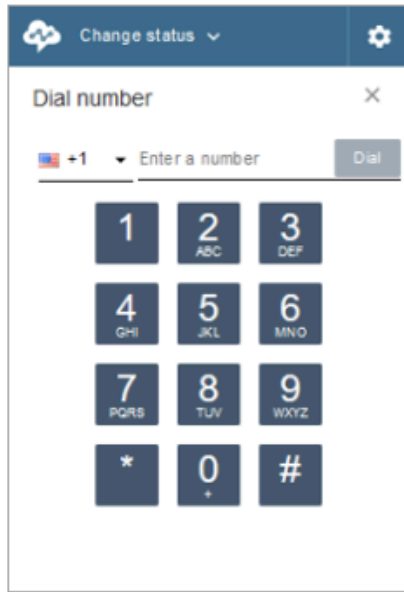 Change status
Dial number
+1 Enter a number Dial
1 2 3
ABC DEF
4 5 6
GHI JKL MNO
7 8 9
PQRS TUV WXYZ
* 0 #
+